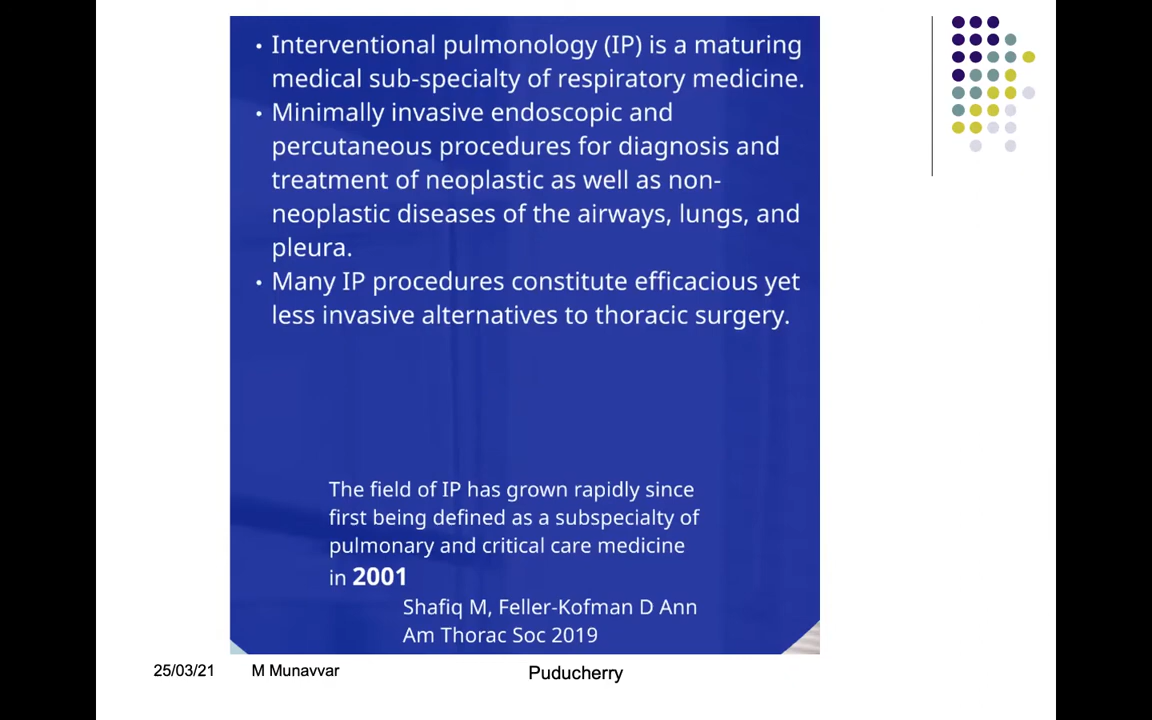 • Interventional pulmonology (IP) is a maturing
medical sub-specialty of respiratory medicine.
• Minimally invasive endoscopic and
percutaneous procedures for diagnosis and
treatment of neoplastic as well as non-
neoplastic diseases of the airways, lungs, and
pleura.
• Many IP procedures constitute efficacious yet
less invasive alternatives to thoracic surgery.
The field of IP has grown rapidly since
first being defined as a subspecialty of
pulmonary and critical care medicine
in 2001
Shafiq M, Feller-Kofman D Ann
Am Thorac Soc 2019
25/03/21 M Munavvar Puducherry